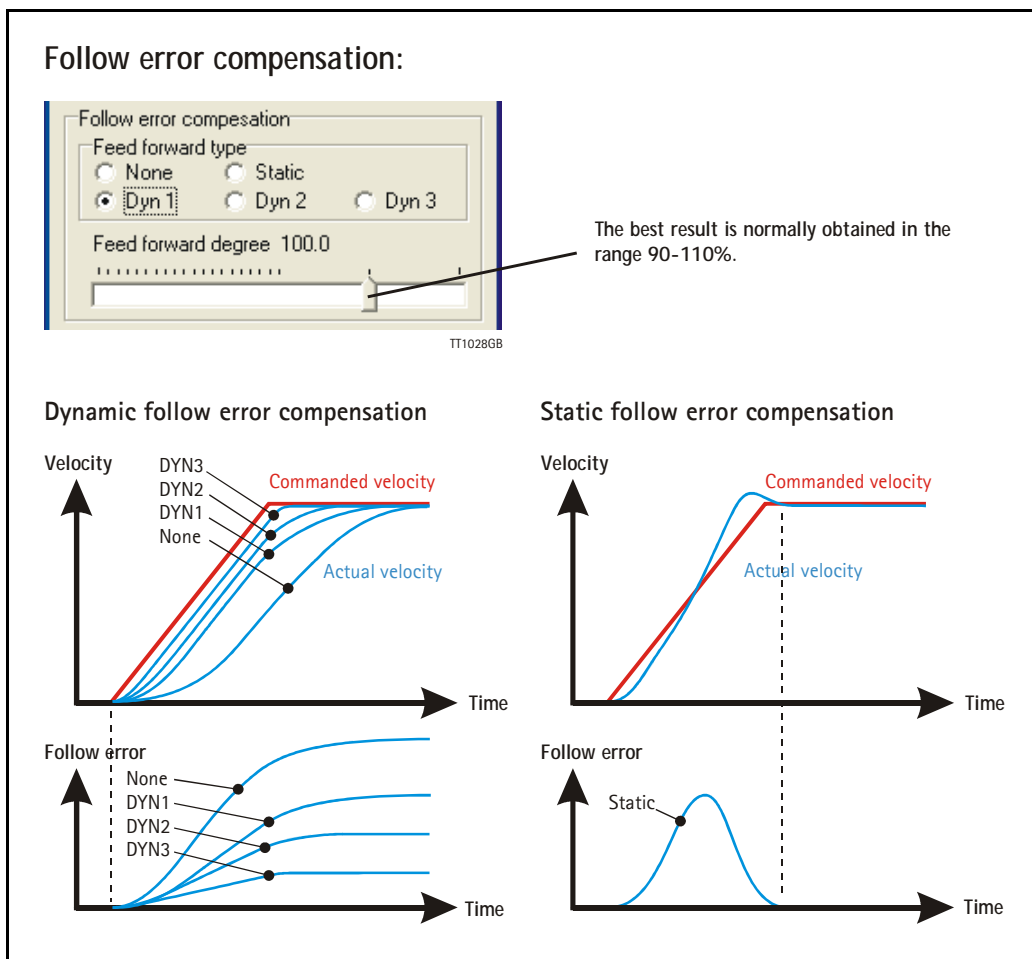 Follow error compensation:
Follow error compesation
Feed forward type
None
Static
Dyn 1
Dyn 2
Dyn 3
Feed forward degree 100.0
The best result is normally obtained in the
range 90-110%.
TT1028GB
Dynamic follow error compensation
Velocity
DYN3
DYN2
DYN1
None
Commanded velocity
Actual velocity
Time
Follow error
None
DYN1
DYN2
DYN3
Time
Static follow error compensation
Velocity
Commanded velocity
Actual velocity
Time
Follow error
Static
Time